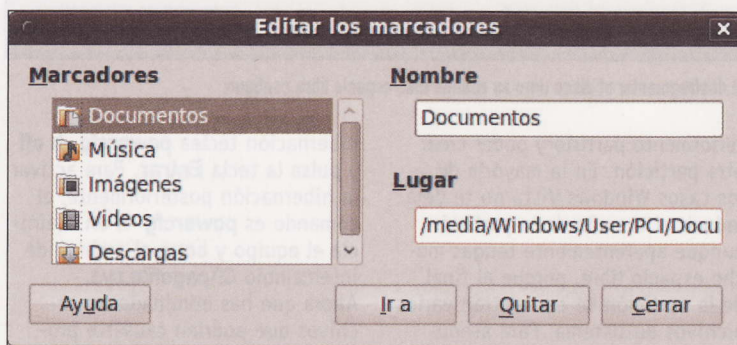 Editar los marcadores
Marcadores
Documentos
Música
Imágenes
Videos
Descargas
Nombre
Documentos
Lugar
/media/Windows/User/PCI/Docu
Ayuda
Ir a
Quitar
Cerrar